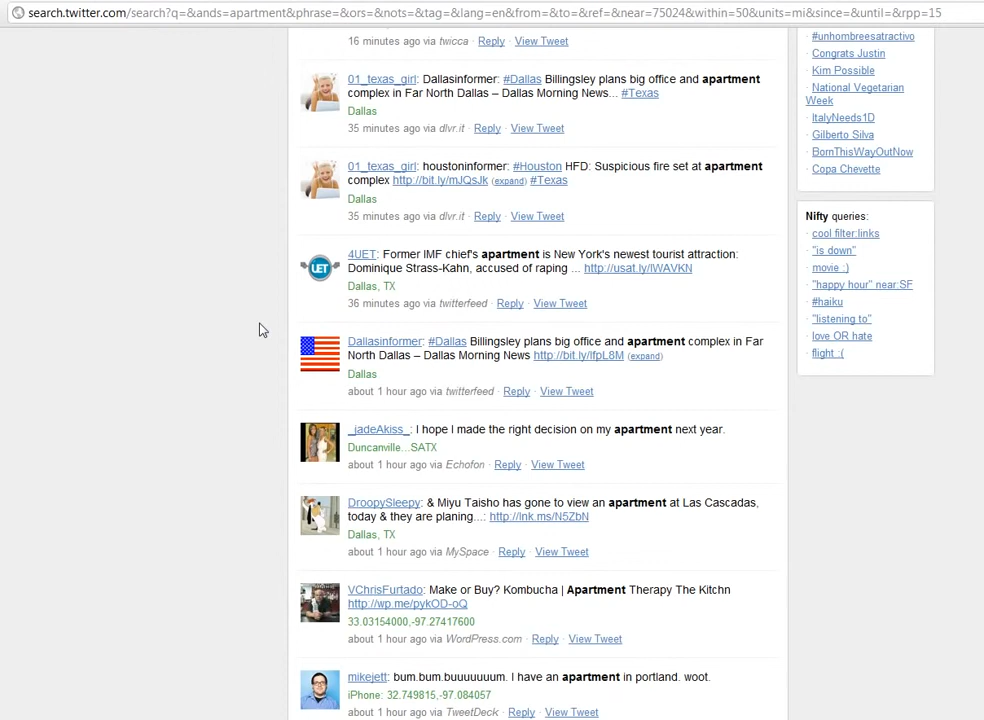 search.twitter.com/search?q=&ands=apartment&phrase=&ors=&nots=&tag=&lang=en&from=&to=&ref=&near=75024&within=50&units=mi&since=&until=&rpp=15
16 minutes ago via twicca · Reply · View Tweet
01_texas_girl: Dallasinformer: #Dallas Billingsley plans big office and apartment
complex in Far North Dallas – Dallas Morning News... #Texas
Dallas
35 minutes ago via dlvr.it · Reply · View Tweet
01_texas_girl: houstoninformer: #Houston HFD: Suspicious fire set at apartment
complex http://bit.ly/mJQsJk (expand) #Texas
Dallas
35 minutes ago via dlvr.it · Reply · View Tweet
UET
4UET: Former IMF chief's apartment is New York's newest tourist attraction:
Dominique Strass-Kahn, accused of raping ... http://usat.ly/lWAVKN
Dallas, TX
36 minutes ago via twitterfeed · Reply · View Tweet
Dallasinformer: #Dallas Billingsley plans big office and apartment complex in Far
North Dallas – Dallas Morning News http://bit.ly/lfpL8M (expand)
Dallas
about 1 hour ago via twitterfeed · Reply · View Tweet
_jadeAkiss_: I hope I made the right decision on my apartment next year.
Duncanville...SATX
about 1 hour ago via Echofon · Reply · View Tweet
DroopySleepy: & Miyu Taisho has gone to view an apartment at Las Cascadas,
today & they are planing...: http://lnk.ms/N5ZbN
Dallas, TX
about 1 hour ago via MySpace · Reply · View Tweet
VChrisFurtado: Make or Buy? Kombucha | Apartment Therapy The Kitchn
http://wp.me/pykOD-oQ
33.03154000,-97.27417600
about 1 hour ago via WordPress.com · Reply · View Tweet
mikejett: bum.bum.buuuuuuum. I have an apartment in portland. woot.
iPhone: 32.749815,-97.084057
about 1 hour ago via TweetDeck · Reply · View Tweet
· #unhombreesatractivo
· Congrats Justin
· Kim Possible
· National Vegetarian
Week
· ItalyNeeds1D
· Gilberto Silva
· BornThisWayOutNow
· Copa Chevette
Nifty queries:
· cool filter:links
· "is down"
· movie :)
· "happy hour" near:SF
· #haiku
· "listening to"
· love OR hate
· flight :(